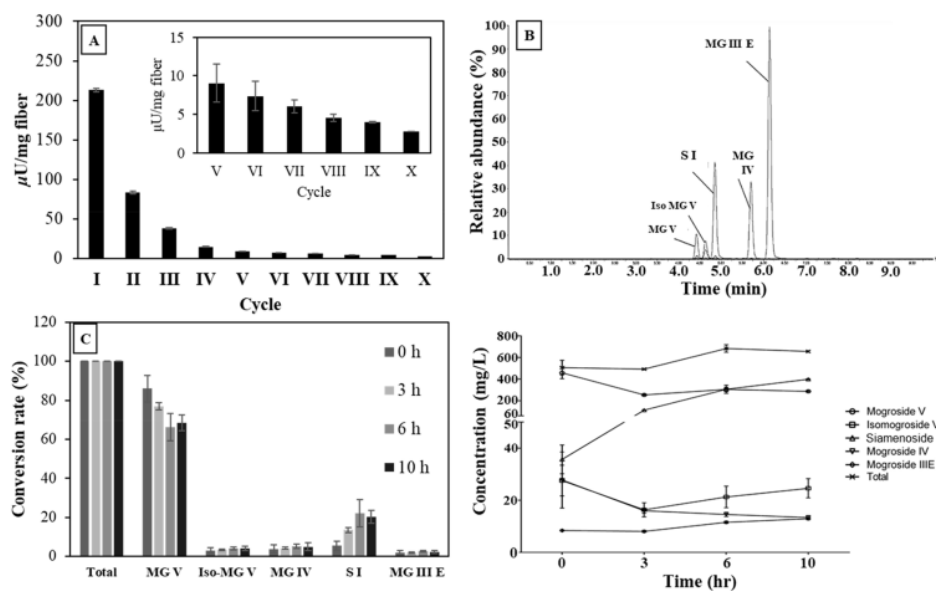 A
300
250
200
150
100
50
0
µU/mg fiber
I II III IV V VI VII VIII IX X
Cycle
15
10
5
0
µU/mg fiber
V VI VII VIII IX X
Cycle
B
100
90
80
70
60
50
40
30
20
10
0
Relative abundance (%)
MG III E
S I
MG
IV
Iso MG V
MG V
1.0 2.0 3.0 4.0 5.0 6.0 7.0 8.0 9.0
Time (min)
C
120
100
80
60
40
20
0
Conversion rate (%)
0 h
3 h
6 h
10 h
Total MG V Iso-MG V MG IV S I MG III E
800
600
400
200
60
50
40
20
0
Concentration (mg/L)
0 3 6 10
Time (hr)
Mogroside V
Isomogroside V
Siamenoside
Mogroside IV
Mogroside IIIE
Total